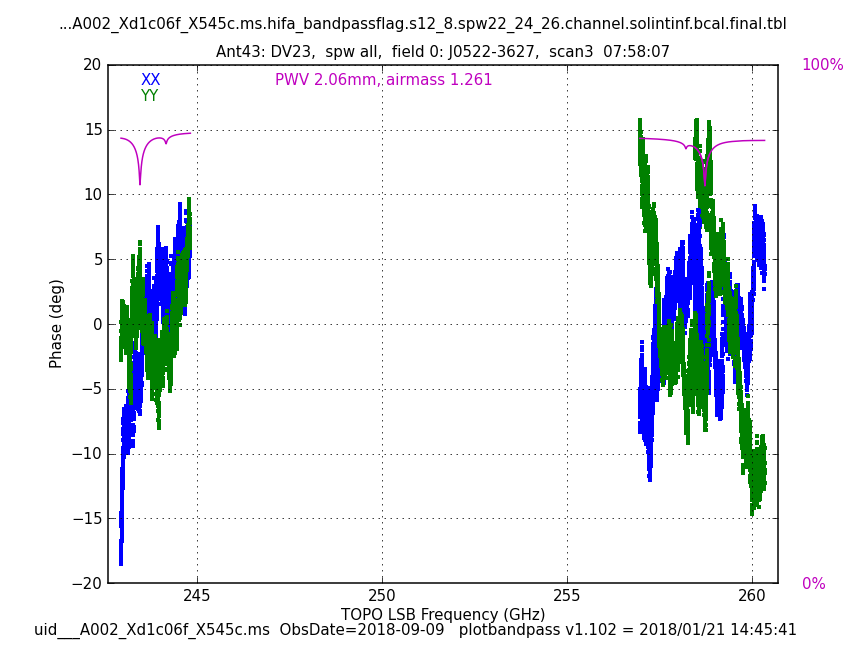 ...A002_Xd1c06f_X545c.ms.hifa_bandpassflag.s12_8.spw22_24_26.channel.solintinf.bcal.final.tbl
Ant43: DV23,  spw all,  field 0: J0522-3627,  scan3  07:58:07
20
100%
XX
PWV 2.06mm, airmass 1.261
YY
15
10
5
0
Phase (deg)
−5
−10
−15
−20
0%
245
250
255
260
TOPO LSB Frequency (GHz)
uid___A002_Xd1c06f_X545c.ms  ObsDate=2018-09-09   plotbandpass v1.102 = 2018/01/21 14:45:41